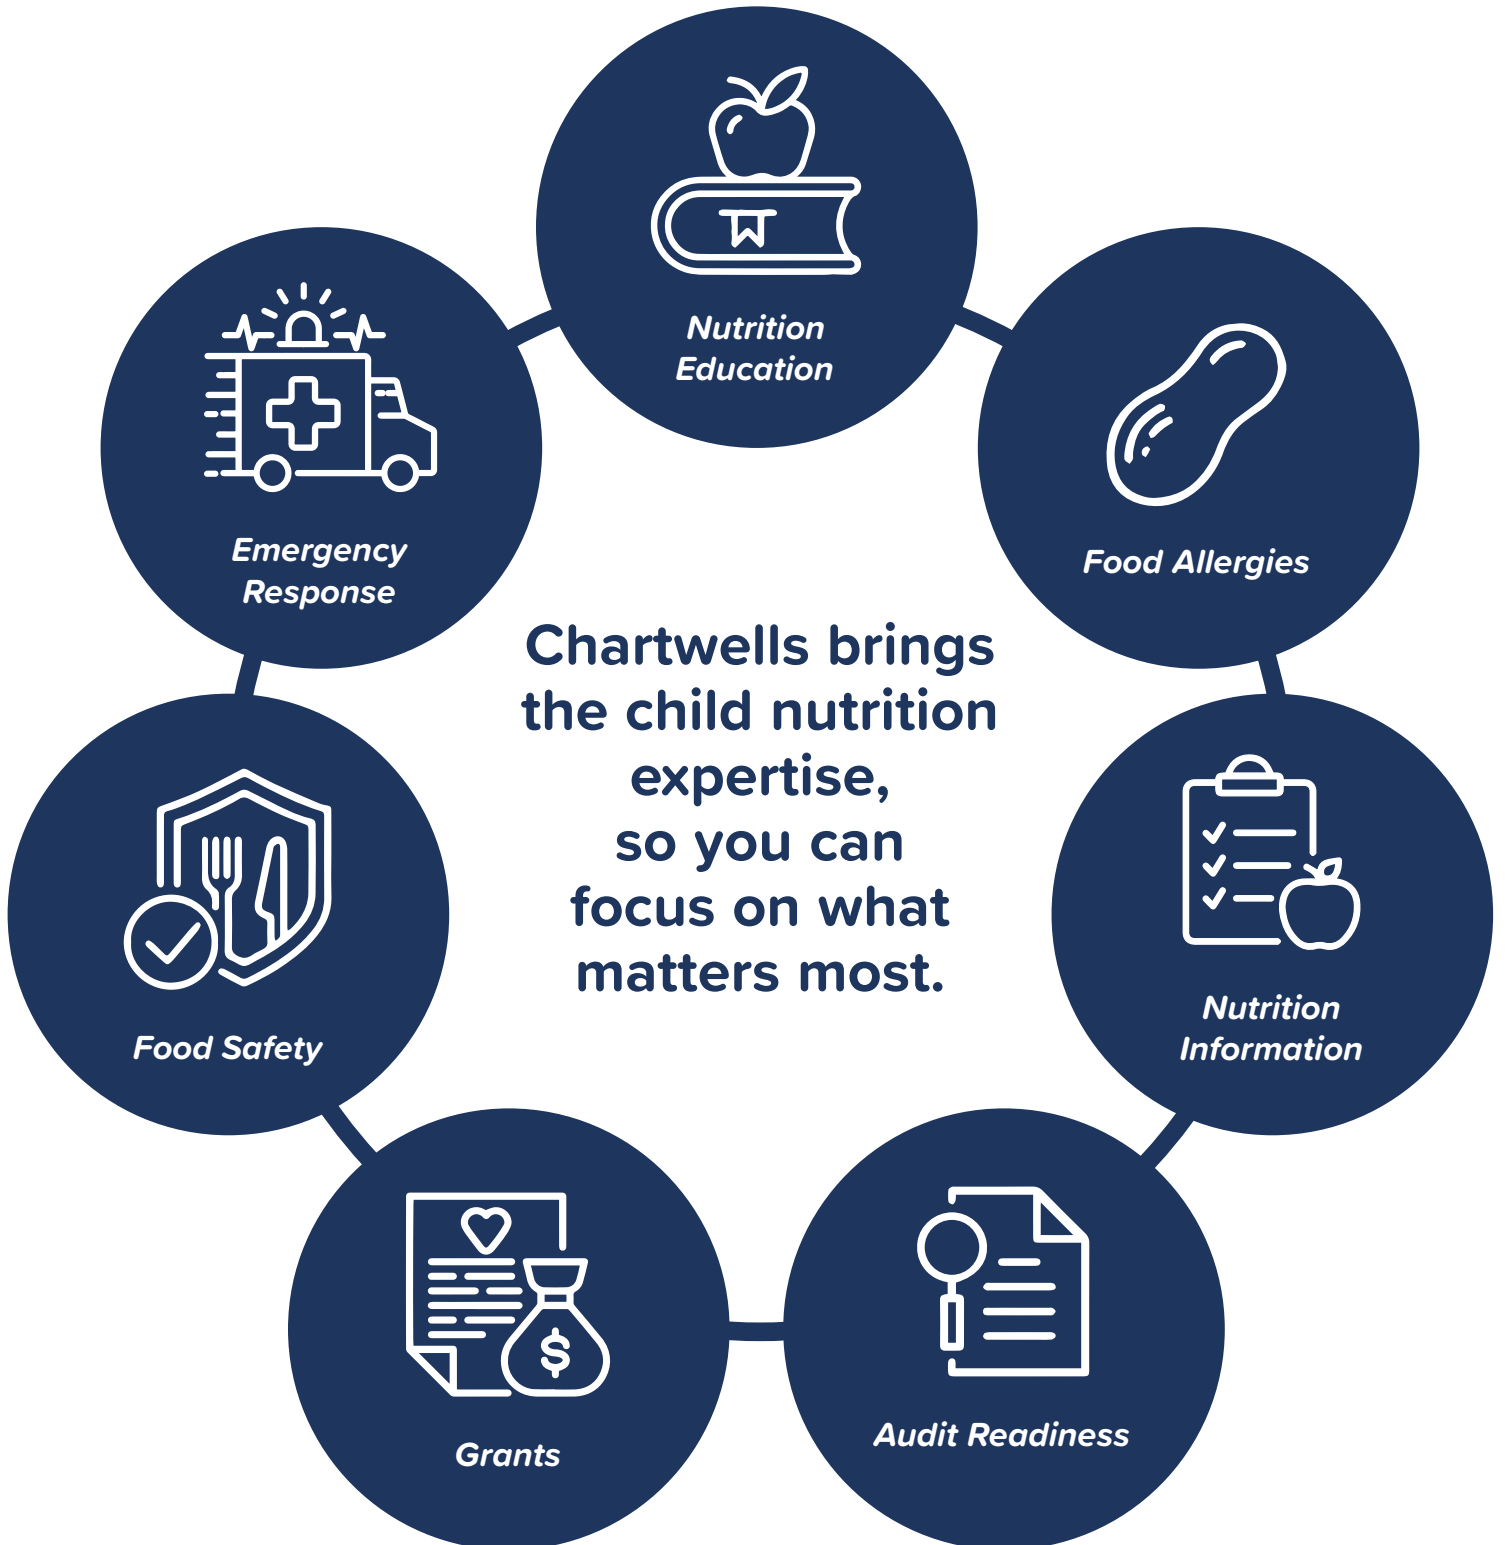 Nutrition
Education
Emergency
Response
Food Allergies
Chartwells brings
the child nutrition
expertise,
so you can
focus on what
matters most.
Food Safety
Nutrition
Information
Grants
$
Audit Readiness